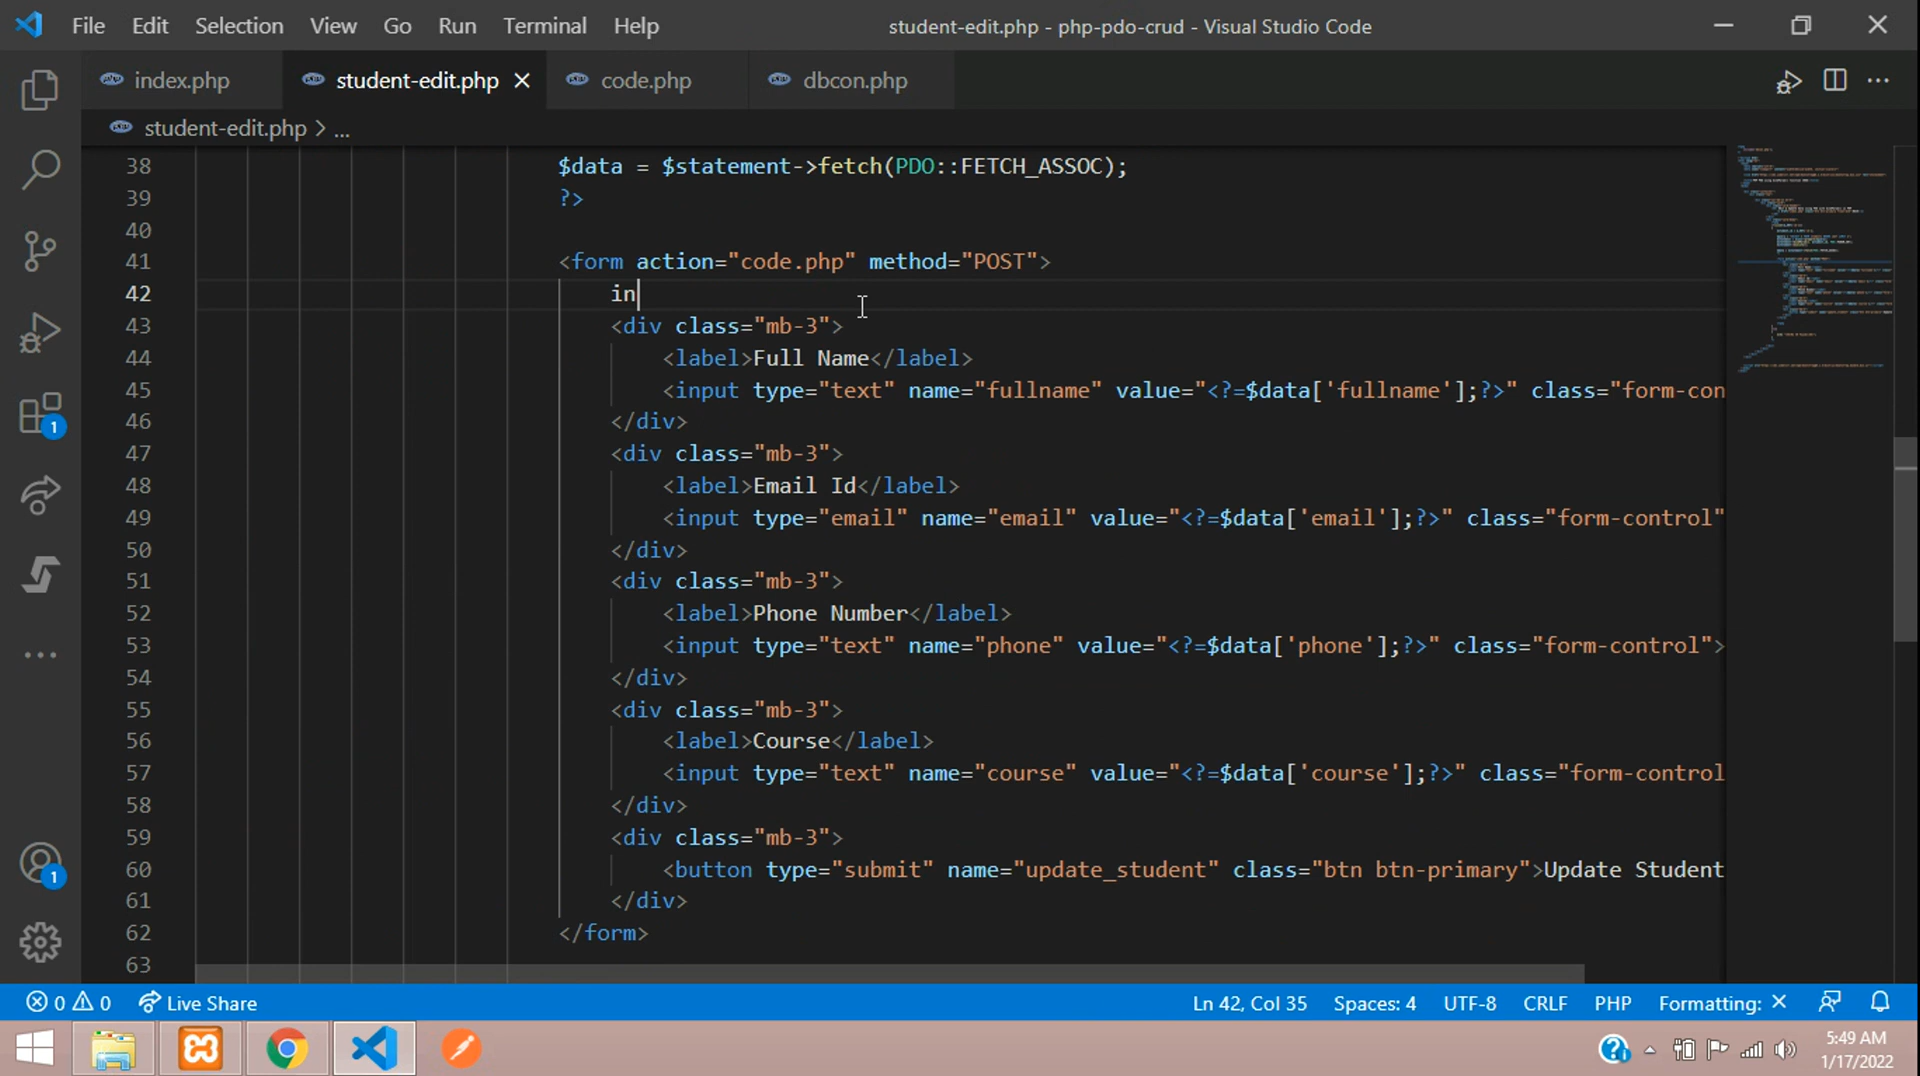 File Edit Selection View Go Run Terminal Help student-edit.php - php-pdo-crud - Visual Studio Code
index.php student-edit.php code.php dbcon.php
student-edit.php > ...
38 $data = $statement->fetch(PDO::FETCH_ASSOC);
39 ?>
40
41 <form action="code.php" method="POST">
42 in
43 <div class="mb-3">
44 <label>Full Name</label>
45 <input type="text" name="fullname" value="<?=$data['fullname'];?>" class="form-con
46 </div>
47 <div class="mb-3">
48 <label>Email Id</label>
49 <input type="email" name="email" value="<?=$data['email'];?>" class="form-control"
50 </div>
51 <div class="mb-3">
52 <label>Phone Number</label>
53 <input type="text" name="phone" value="<?=$data['phone'];?>" class="form-control">
54 </div>
55 <div class="mb-3">
56 <label>Course</label>
57 <input type="text" name="course" value="<?=$data['course'];?>" class="form-control
58 </div>
59 <div class="mb-3">
60 <button type="submit" name="update_student" class="btn btn-primary">Update Student
61 </div>
62 </form>
63
1
1
0 0 Live Share Ln 42, Col 35 Spaces: 4 UTF-8 CRLF PHP Formatting: ×
5:49 AM
1/17/2022